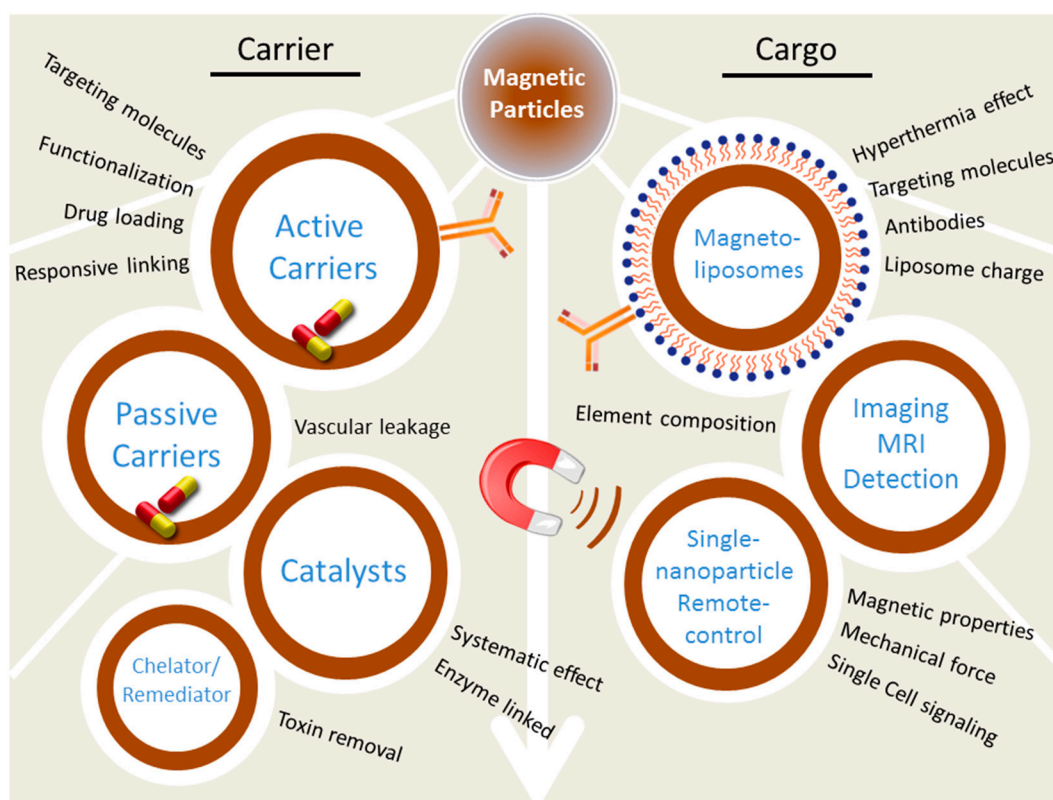 Carrier
Magnetic
Particles
Cargo
Targeting molecules
Functionalization
Drug loading
Responsive linking
Active
Carriers
Hyperthermia effect
Targeting molecules
Antibodies
Liposome charge
Magneto-
liposomes
Passive
Carriers
Vascular leakage
Element composition
Imaging
MRI
Detection
Catalysts
Single-
nanoparticle
Remote-
control
Chelator/
Remediator
Systematic effect
Enzyme linked
Toxin removal
Magnetic properties
Mechanical force
Single Cell signaling